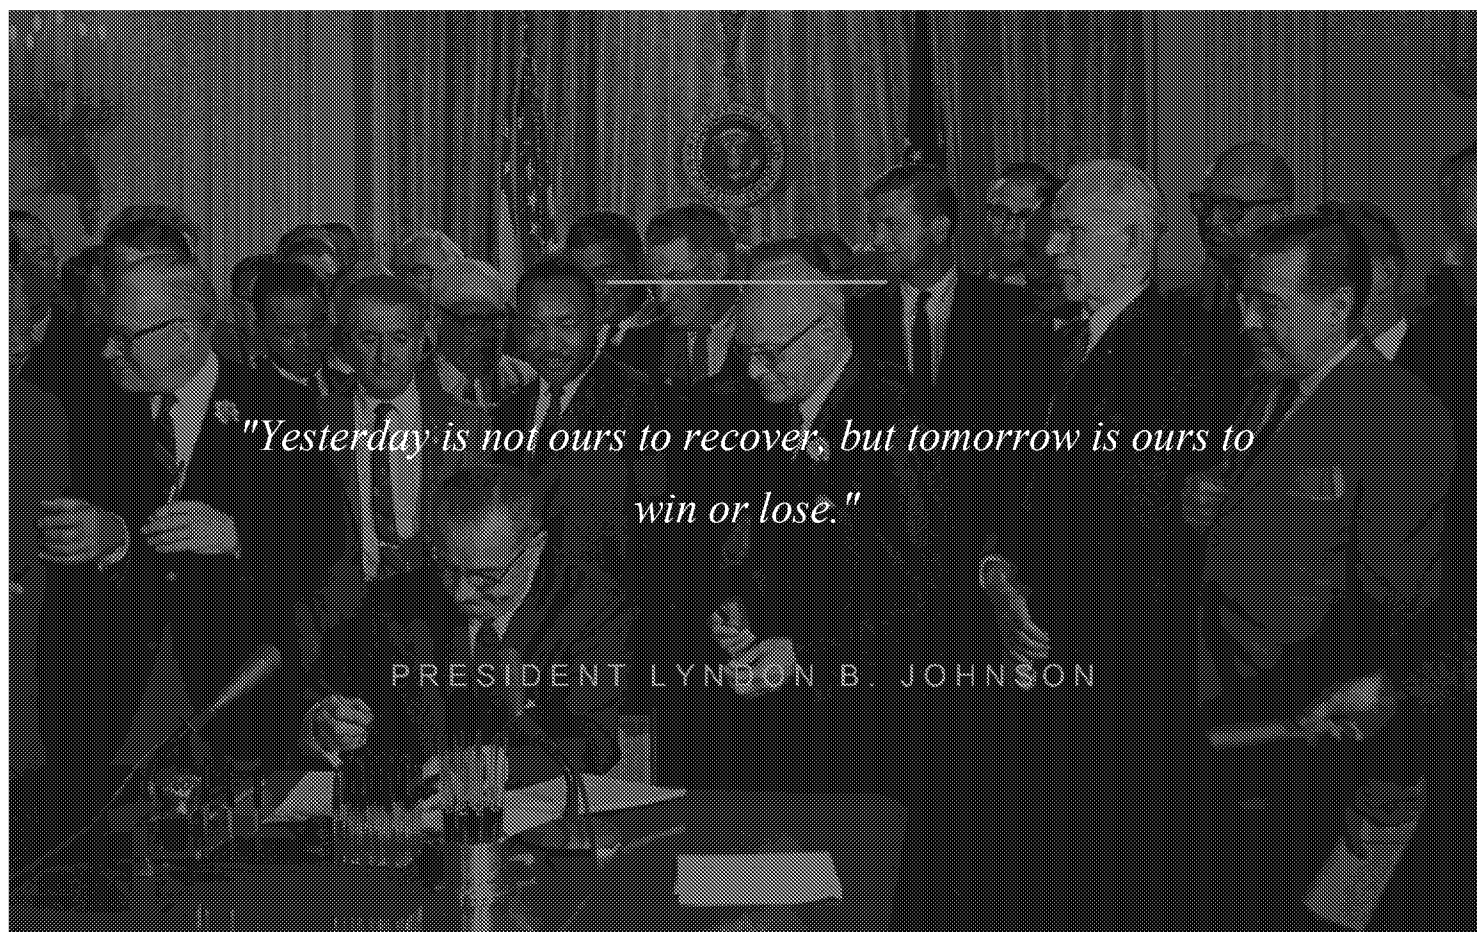 "Yesterday is not ours to recover, but tomorrow is ours to
win or lose."
PRESIDENT LYNDON B. JOHNSON